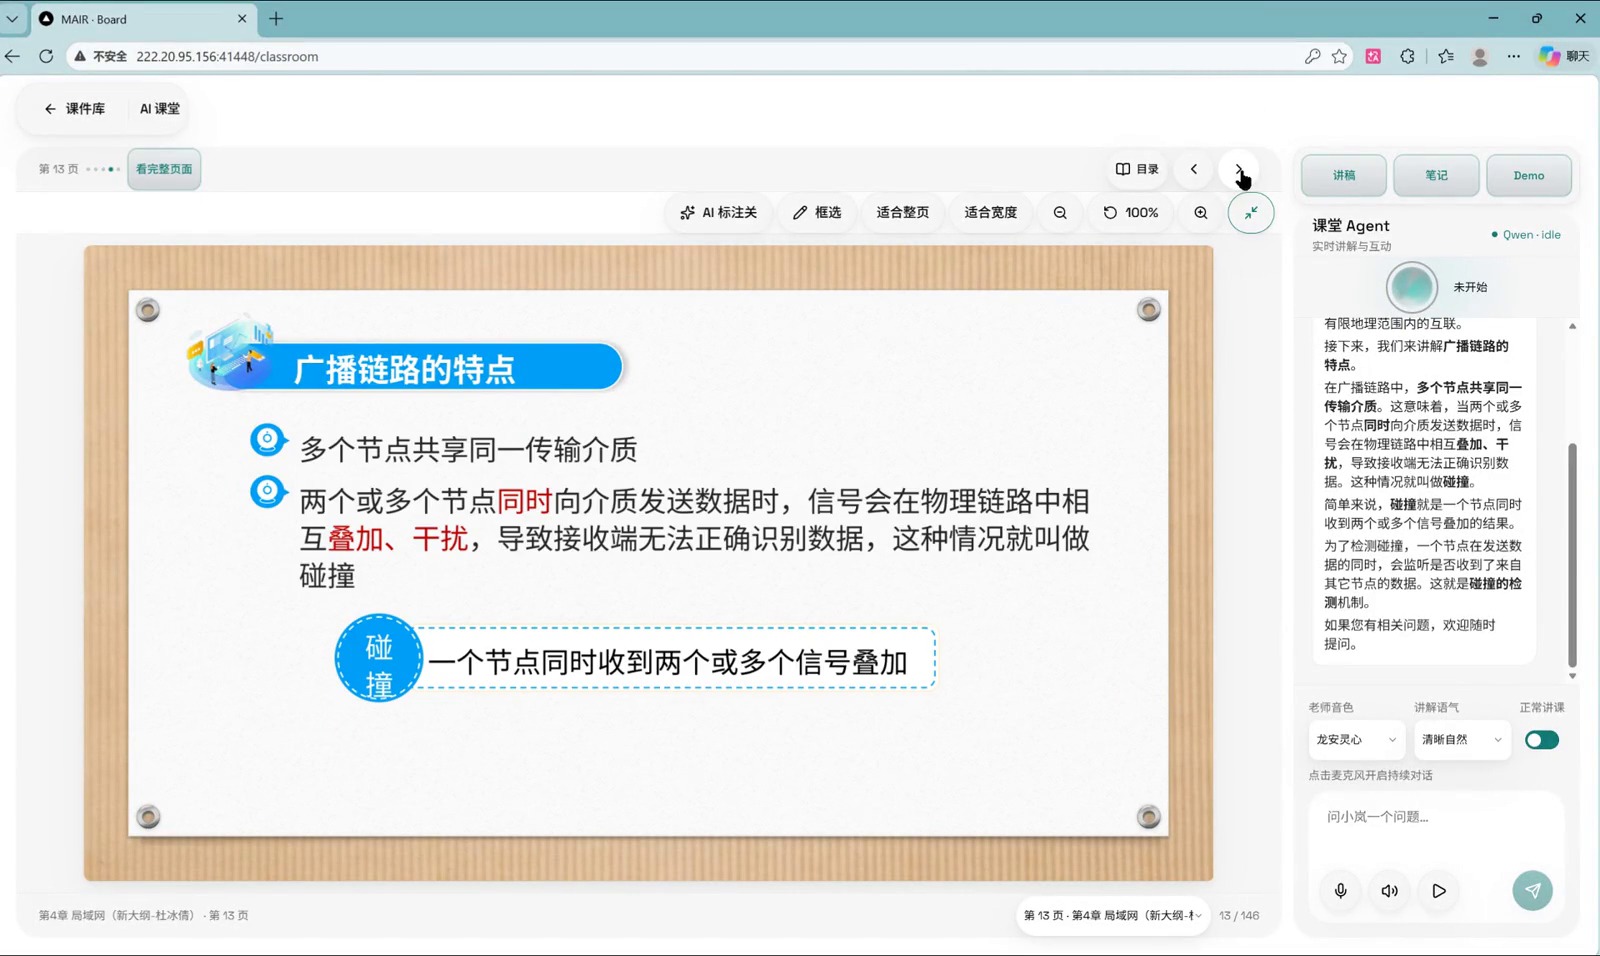 MAIR · Board
不安全 222.20.95.156:41448/classroom
聊天
课件库 AI 课堂
第 13 页 看完整页面
目录
AI 标注关 框选 适合整页 适合宽度 100%
广播链路的特点
多个节点共享同一传输介质
两个或多个节点同时向介质发送数据时，信号会在物理链路中相
互叠加、干扰，导致接收端无法正确识别数据，这种情况就叫做
碰撞
碰
撞
一个节点同时收到两个或多个信号叠加
第4章 局域网（新大纲-杜冰倩） · 第 13 页
第 13 页 · 第4章 局域网（新大纲-
13 / 146
讲稿 笔记 Demo
课堂 Agent
实时讲解与互动
Qwen · idle
未开始
有限地理范围内的互联。
接下来，我们来讲解广播链路的
特点。
在广播链路中，多个节点共享同一
传输介质。这意味着，当两个或多
个节点同时向介质发送数据时，信
号会在物理链路中相互叠加、干
扰，导致接收端无法正确识别数
据。这种情况就叫做碰撞。
简单来说，碰撞就是一个节点同时
收到两个或多个信号叠加的结果。
为了检测碰撞，一个节点在发送数
据的同时，会监听是否收到了来自
其它节点的数据。这就是碰撞的检
测机制。
如果您有相关问题，欢迎随时
提问。
老师音色 讲解语气 正常讲课
龙安灵心 清晰自然
点击麦克风开启持续对话
问小岚一个问题...